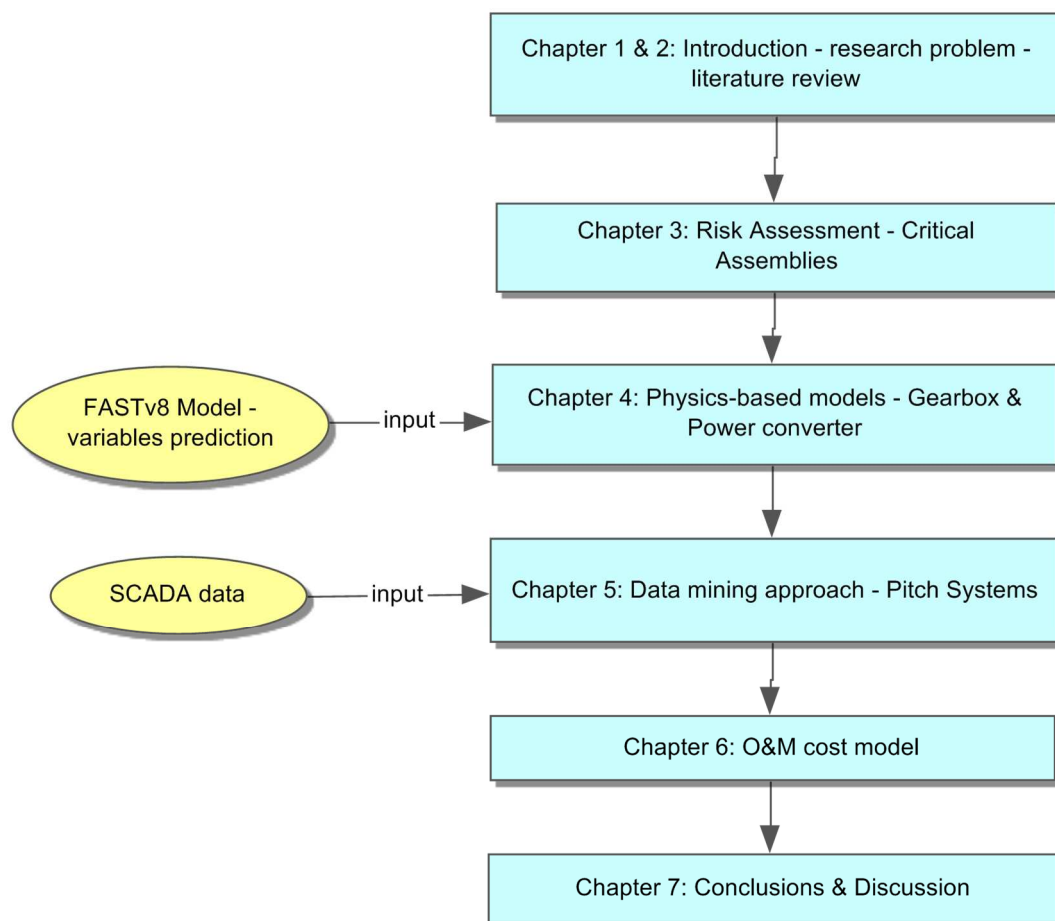 Chapter 1 & 2: Introduction - research problem -
literature review
Chapter 3: Risk Assessment - Critical
Assemblies
FASTv8 Model -
variables prediction
input
Chapter 4: Physics-based models - Gearbox &
Power converter
SCADA data
input
Chapter 5: Data mining approach - Pitch Systems
Chapter 6: O&M cost model
Chapter 7: Conclusions & Discussion